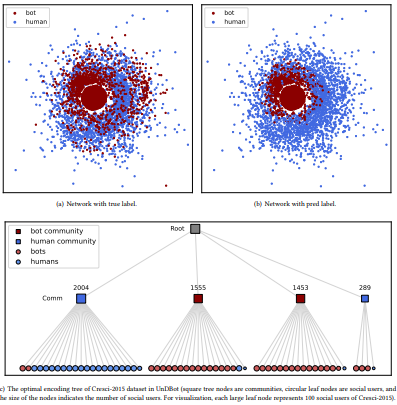 bot
human
bot
human
(a) Network with true label.
(b) Network with pred label.
bot community
human community
bots
humans
Root
Comm
2004
1555
1453
289
c) The optimal encoding tree of Cresci-2015 dataset in UnDBot (square tree nodes are communities, circular leaf nodes are social users, and
he size of the nodes indicates the number of social users. For visualization, each large leaf node represents 100 social users of Cresci-2015).